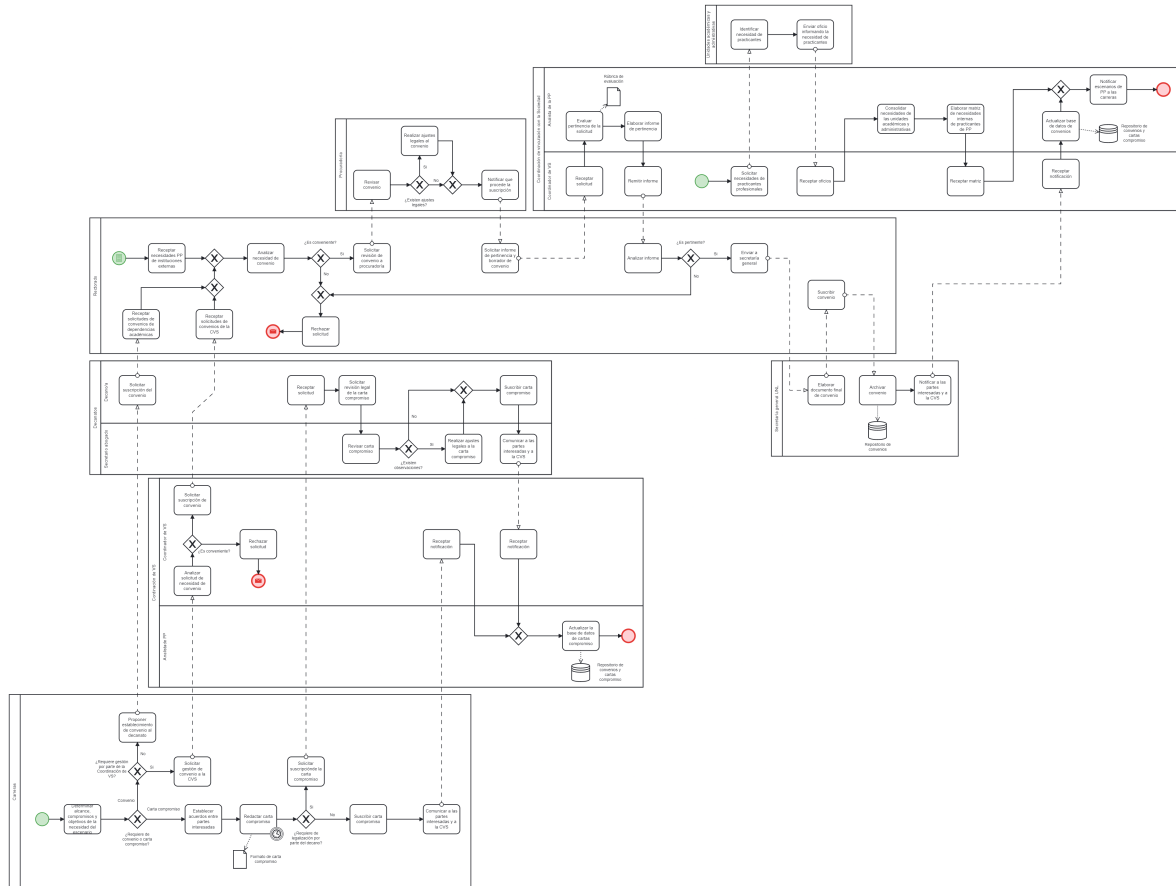 Unidades académicas y
administrativas
Identificar
necesidad de
practicantes
Enviar oficio
informando la
necesidad de
practicantes
Coordinación de Vinculación con la Sociedad
Analista de la PP
Coordinador de VS
Rúbrica de
evaluación
Evaluar
pertinencia de la
solicitud
Elaborar informe
de pertinencia
Consolidar
necesidades de
las unidades
académicas y
administrativas
Elaborar matriz
de necesidades
internas
de practicantes
de PP
Notificar
escenarios de
PP a las carreras
Actualizar base
de datos de
convenios
Repositorio de
convenios y
cartas
compromiso
Receptar
solicitud
Remitir informe
Solicitar
necesidades de
practicantes
profesionales
Receptar oficios
Receptar matriz
Receptar
notificación
Procuraduría
Realizar ajustes
legales al
convenio
Si
Revisar
convenio
No
¿Existen ajustes
legales?
Notificar que
procede la
suscripción
Rectorado
Receptar
necesidades PP
de instituciones
externas
Analizar
necesidad de
convenio
¿Es conveniente?
Si
No
Solicitar
revisión de
convenio a
procuraduría
Solicitar informe
de pertinencia y
borrador de
convenio
Analizar informe
¿Es pertinente?
Si
No
Enviar a
secretaría
general
Receptar
solicitudes de
convenios de
dependencias
académicas
Receptar
solicitudes de
convenios de la
CVS
Rechazar
solicitud
Suscribir
convenio
Decanatos
Decano/a
Secretario abogado
Solicitar
suscripción del
convenio
Receptar
solicitud
Solicitar
revisión legal
de la carta
compromiso
Suscribir carta
compromiso
No
Revisar carta
compromiso
Si
¿Existen
observaciones?
Realizar ajustes
legales a la carta
compromiso
Comunicar a las
partes
interesadas y a
la CVS
Secretaría general UNL
Elaborar
documento final
de convenio
Archivar
convenio
Notificar a las
partes
interesadas y a
la CVS
Repositorio de
convenios
Coordinación de VS
Coordinador de VS
Analista de PP
Solicitar
suscripción de
convenio
¿Es conveniente?
Rechazar
solicitud
Analizar
solicitud de
necesidad de
convenio
Receptar
notificación
Receptar
notificación
Actualizar la
base de datos
de cartas
compromiso
Repositorio de
convenios y
cartas
compromiso
Carreras
Proponer
establecimiento
de convenio al
decanato
No
¿Requiere gestión
por parte de la
Coordinación de
VS?
Si
Solicitar
gestión de
convenio a la
CVS
Solicitar
suscripción de la
carta
compromiso
Convenio
Carta compromiso
Determinar
alcance,
compromisos y
objetivos de la
necesidad del
escenario
¿Requiere de
convenio o carta
compromiso?
Establecer
acuerdos entre
partes
interesadas
Redactar carta
compromiso
Si
No
¿Requiere de
legalización por
parte del decano?
Suscribir carta
compromiso
Comunicar a las
partes
interesadas y a
la CVS
Formato de carta
compromiso